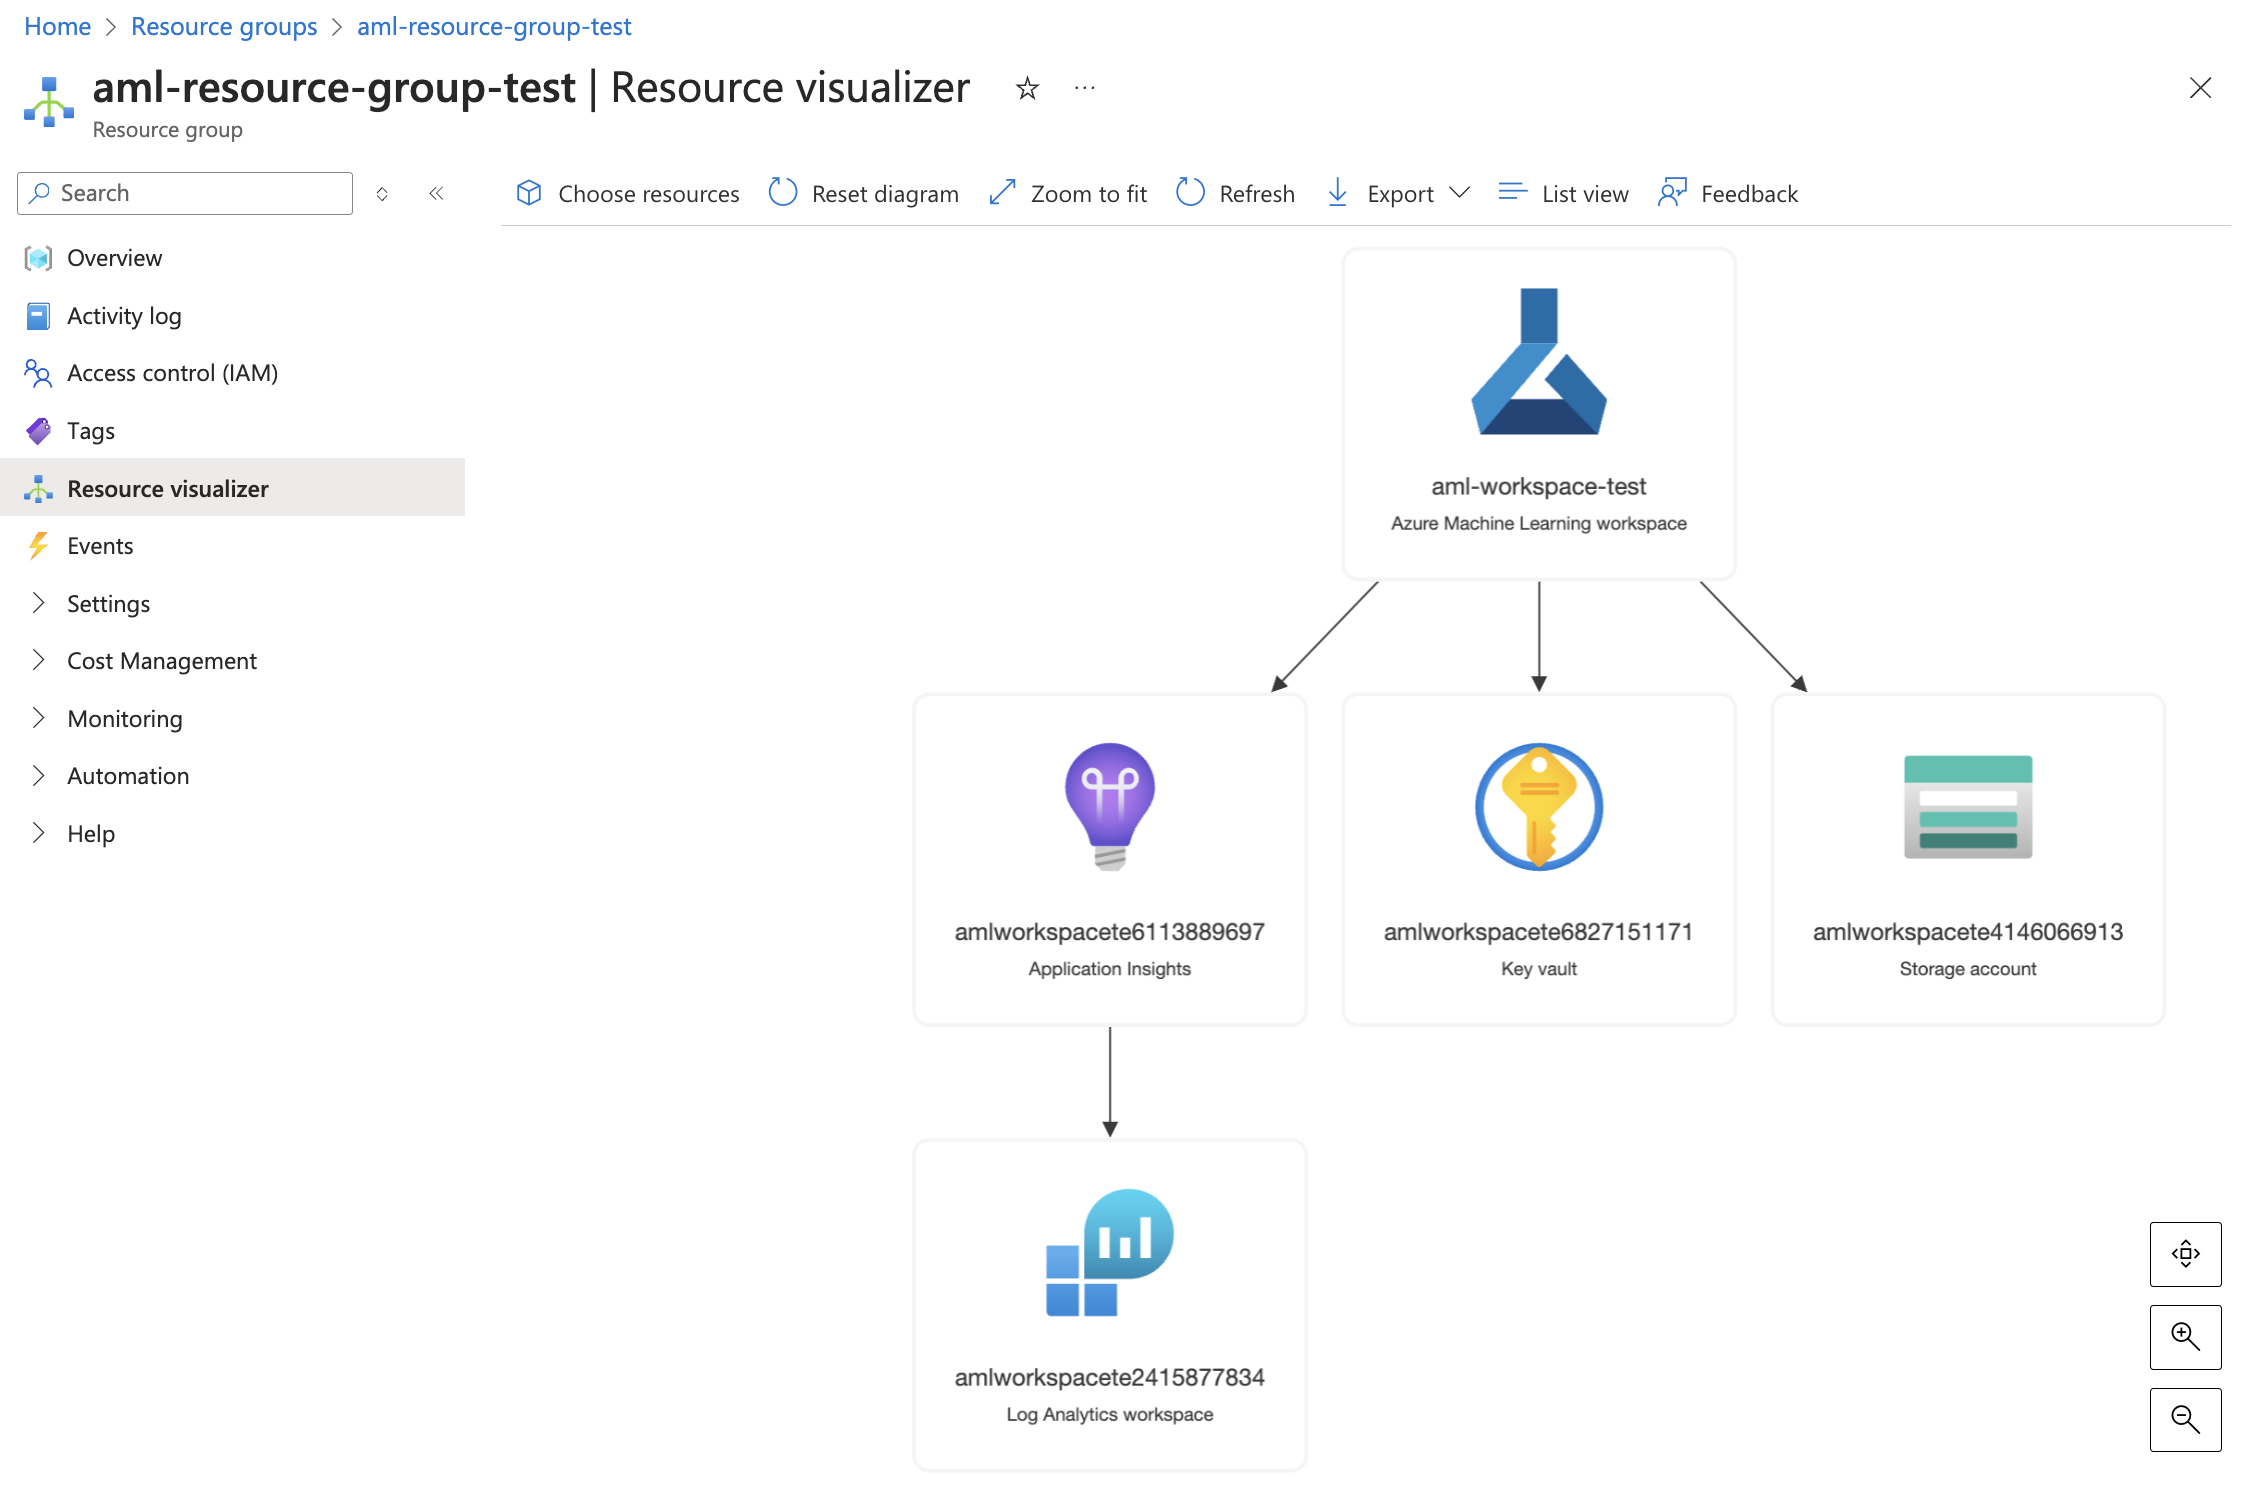 Home > Resource groups > aml-resource-group-test
aml-resource-group-test | Resource visualizer
Resource group
Search
Choose resources Reset diagram Zoom to fit Refresh Export List view Feedback
Overview
Activity log
Access control (IAM)
Tags
Resource visualizer
Events
Settings
Cost Management
Monitoring
Automation
Help
aml-workspace-test
Azure Machine Learning workspace
amlworkspacete6113889697
Application Insights
amlworkspacete6827151171
Key vault
amlworkspacete4146066913
Storage account
amlworkspacete2415877834
Log Analytics workspace